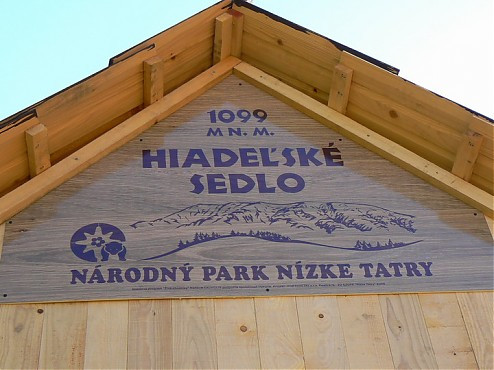 1099
M N. M.
HIADEĽSKÉ
SEDLO
NÁRODNÝ PARK NÍZKE TATRY